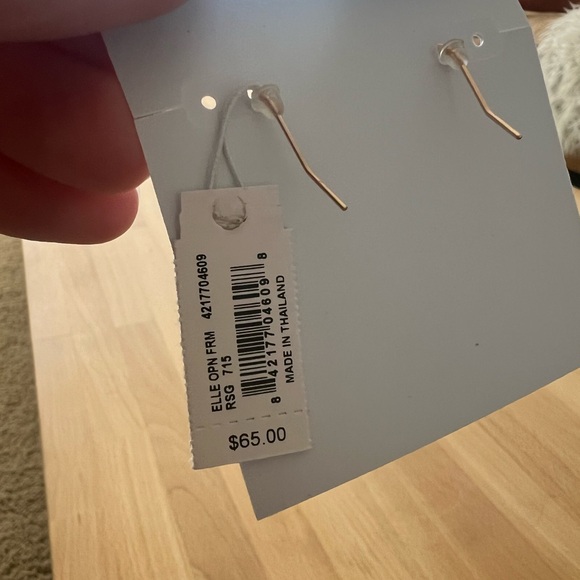 ELLE OPN FRM 4217704609
RSG 715
8 42177 04609 8
MADE IN THAILAND
$65.00